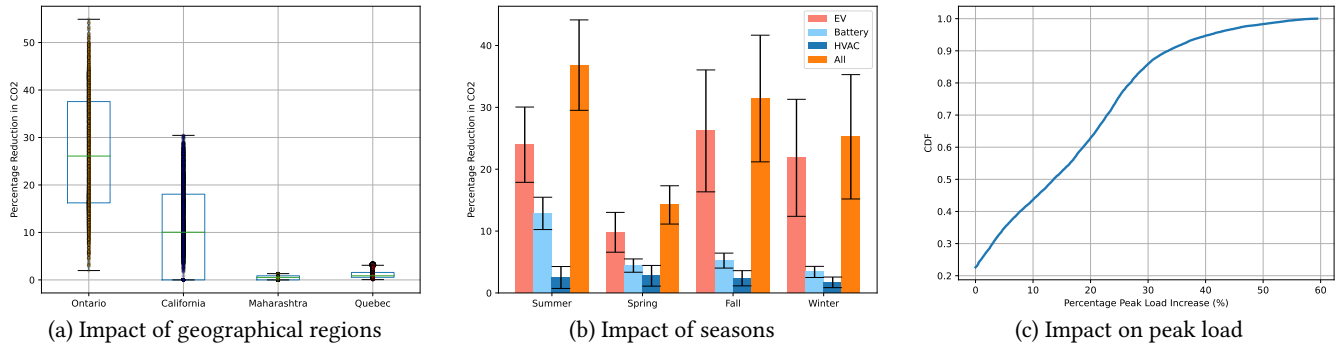 Percentage Reduction in CO2
50
40
30
20
10
0
Ontario
California
Maharashtra
Quebec
(a) Impact of geographical regions
Percentage Reduction in CO2
40
30
20
10
0
EV
Battery
HVAC
All
Summer
Spring
Fall
Winter
(b) Impact of seasons
CDF
1.0
0.9
0.8
0.7
0.6
0.5
0.4
0.3
0.2
0
10
20
30
40
50
60
Percentage Peak Load Increase (%)
(c) Impact on peak load